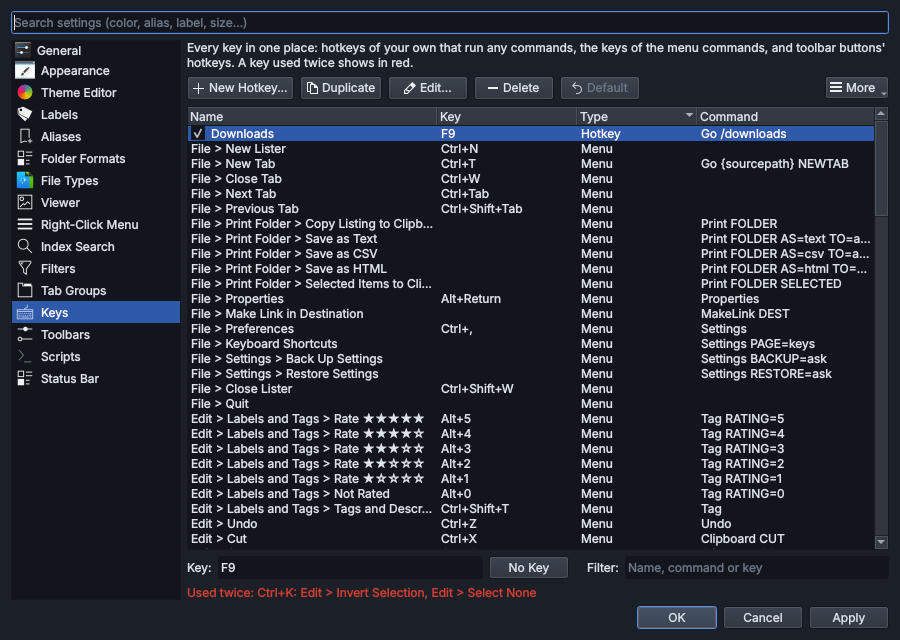 Search settings (color, alias, label, size...)
General
Appearance
Theme Editor
Labels
Aliases
Folder Formats
File Types
Viewer
Right-Click Menu
Index Search
Filters
Tab Groups
Keys
Toolbars
Scripts
Status Bar
Every key in one place: hotkeys of your own that run any commands, the keys of the menu commands, and toolbar buttons'
hotkeys. A key used twice shows in red.
New Hotkey... Duplicate Edit... Delete Default More
Name Key Type Command
Downloads F9 Hotkey Go /downloads
File > New Lister Ctrl+N Menu
File > New Tab Ctrl+T Menu Go {sourcepath} NEWTAB
File > Close Tab Ctrl+W Menu
File > Next Tab Ctrl+Tab Menu
File > Previous Tab Ctrl+Shift+Tab Menu
File > Print Folder > Copy Listing to Clipb... Menu Print FOLDER
File > Print Folder > Save as Text Menu Print FOLDER AS=text TO=a...
File > Print Folder > Save as CSV Menu Print FOLDER AS=csv TO=a...
File > Print Folder > Save as HTML Menu Print FOLDER AS=html TO=...
File > Print Folder > Selected Items to Cli... Menu Print FOLDER SELECTED
File > Properties Alt+Return Menu Properties
File > Make Link in Destination Menu MakeLink DEST
File > Preferences Ctrl+, Menu Settings
File > Keyboard Shortcuts Menu Settings PAGE=keys
File > Settings > Back Up Settings Menu Settings BACKUP=ask
File > Settings > Restore Settings Menu Settings RESTORE=ask
File > Close Lister Ctrl+Shift+W Menu
File > Quit Menu
Edit > Labels and Tags > Rate ★★★★★ Alt+5 Menu Tag RATING=5
Edit > Labels and Tags > Rate ★★★★☆ Alt+4 Menu Tag RATING=4
Edit > Labels and Tags > Rate ★★★☆☆ Alt+3 Menu Tag RATING=3
Edit > Labels and Tags > Rate ★★☆☆☆ Alt+2 Menu Tag RATING=2
Edit > Labels and Tags > Rate ★☆☆☆☆ Alt+1 Menu Tag RATING=1
Edit > Labels and Tags > Not Rated Alt+0 Menu Tag RATING=0
Edit > Labels and Tags > Tags and Descr... Ctrl+Shift+T Menu Tag
Edit > Undo Ctrl+Z Menu Undo
Edit > Cut Ctrl+X Menu Clipboard CUT
Key: F9 No Key Filter: Name, command or key
Used twice: Ctrl+K: Edit > Invert Selection, Edit > Select None
OK Cancel Apply